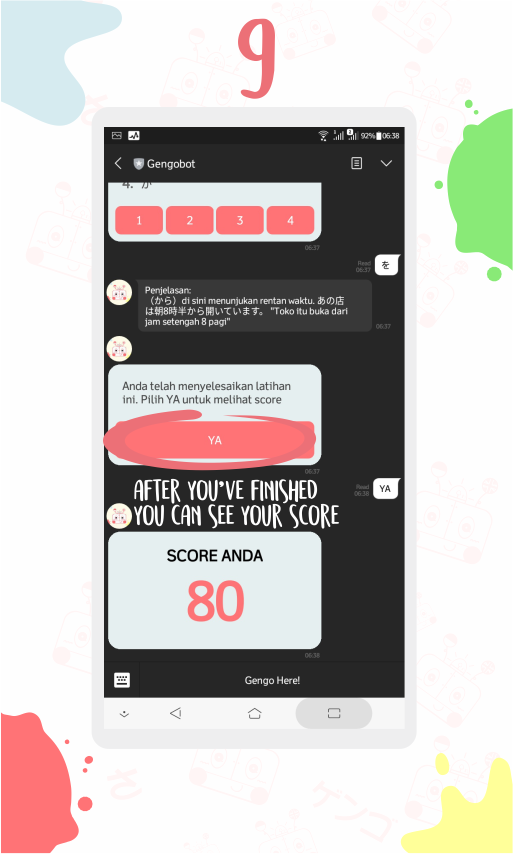 9
92% 06:38
Gengobot
4. か
1 2 3 4
06:37
Read
06:37
を
Penjelasan:
（から）di sini menunjukan rentan waktu. あの店
は朝8時半から開いています。 "Toko itu buka dari
jam setengah 8 pagi"
06:37
Anda telah menyelesaikan latihan
ini. Pilih YA untuk melihat score
YA
06:37
Read
06:38
YA
AFTER YOU'VE FINISHED
YOU CAN SEE YOUR SCORE
SCORE ANDA
80
06:38
Gengo Here!
さ
ケンゴ